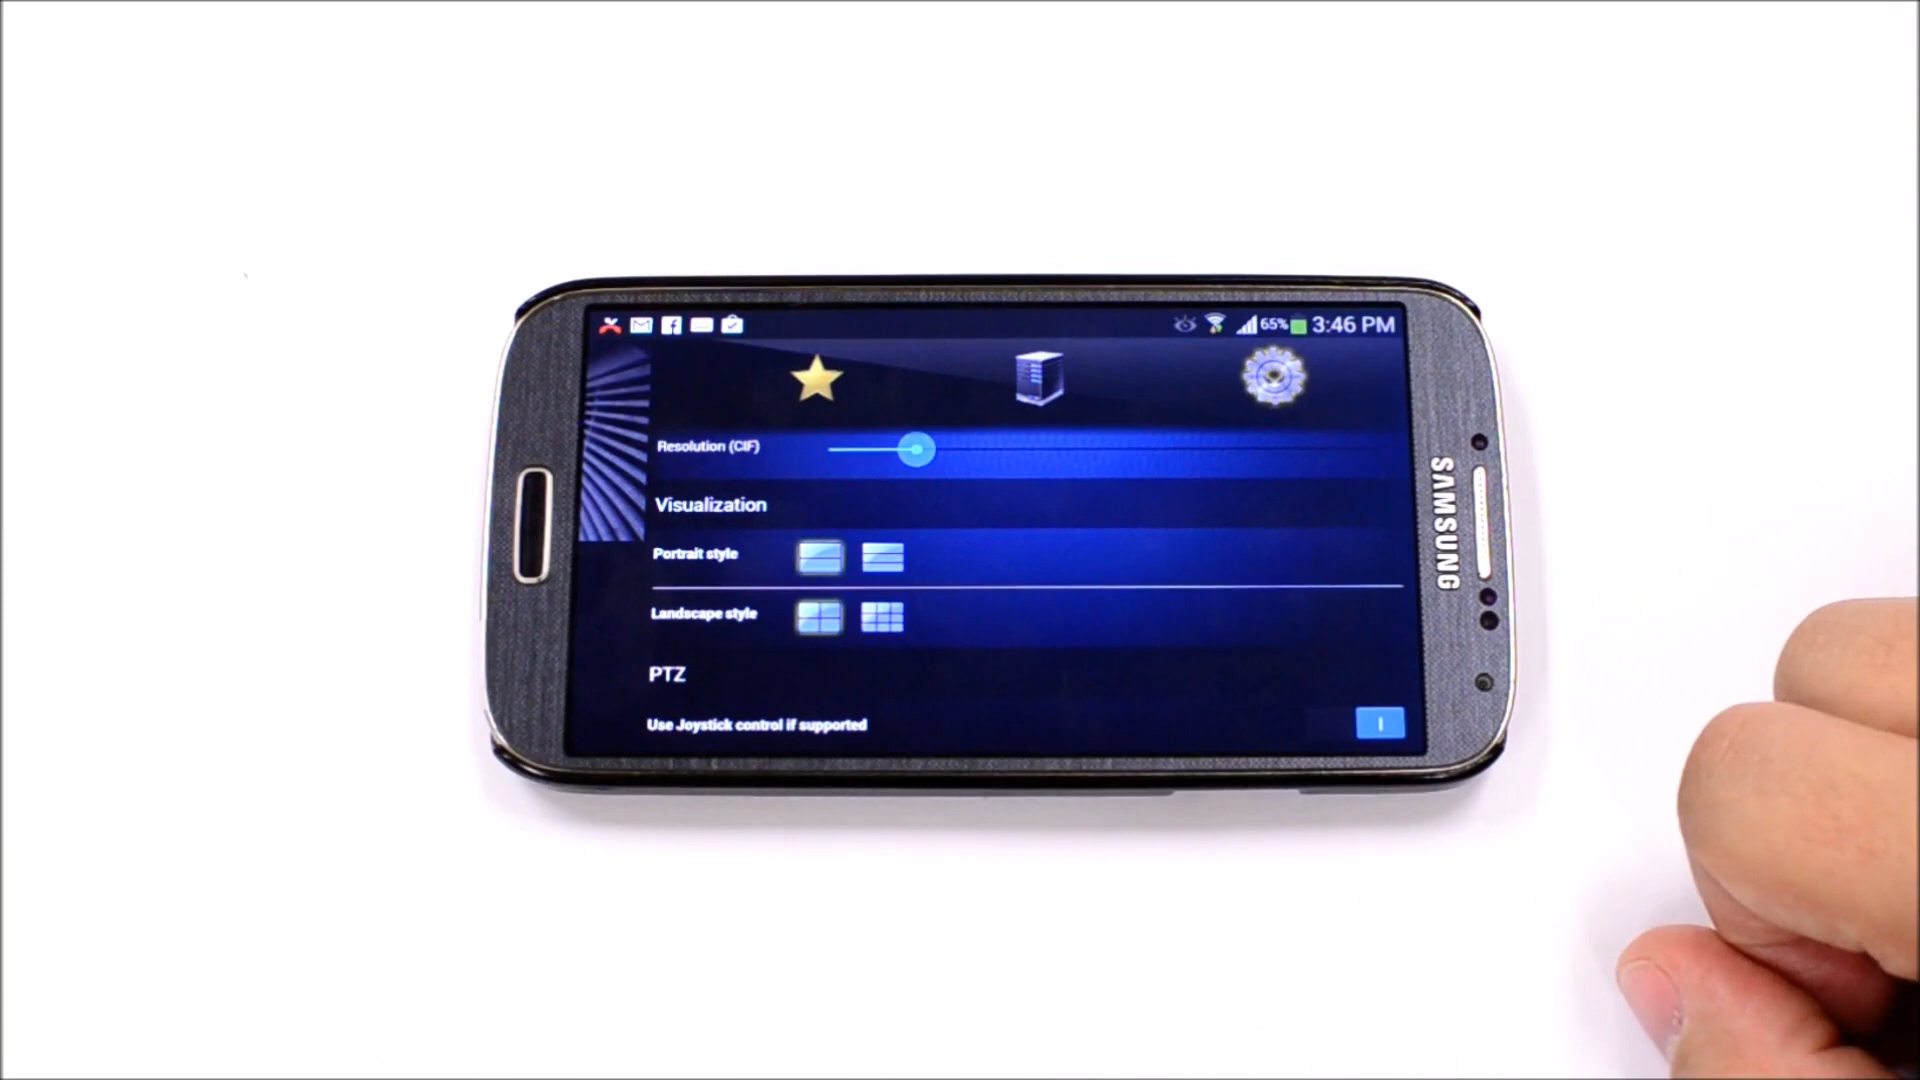 65% 3:46 PM
Resolution (CIF)
Visualization
Portrait style
Landscape style
PTZ
Use Joystick control if supported
SAMSUNG